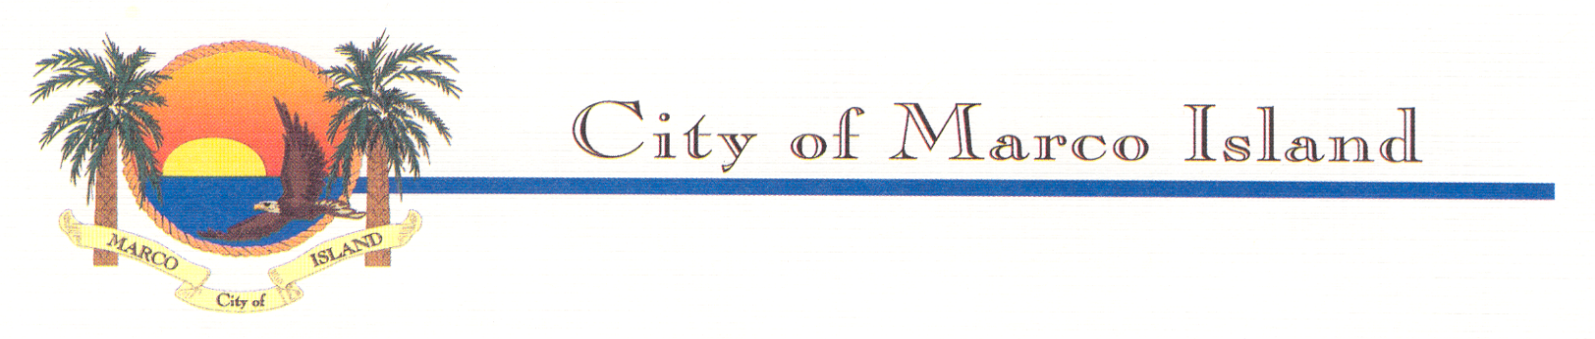 City of Marco Island
MARCO
City of
ISLAND